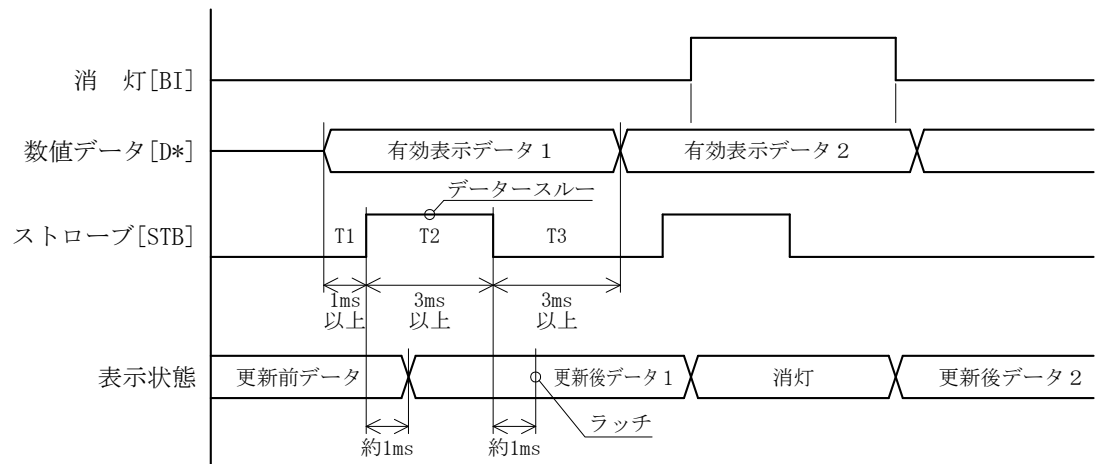 消　灯[BI]
数値データ[D*]
有効表示データ1
有効表示データ2
データースルー
ストローブ[STB]
T1
T2
T3
1ms
以上
3ms
以上
3ms
以上
表示状態
更新前データ
更新後データ1
消灯
更新後データ2
ラッチ
約1ms
約1ms